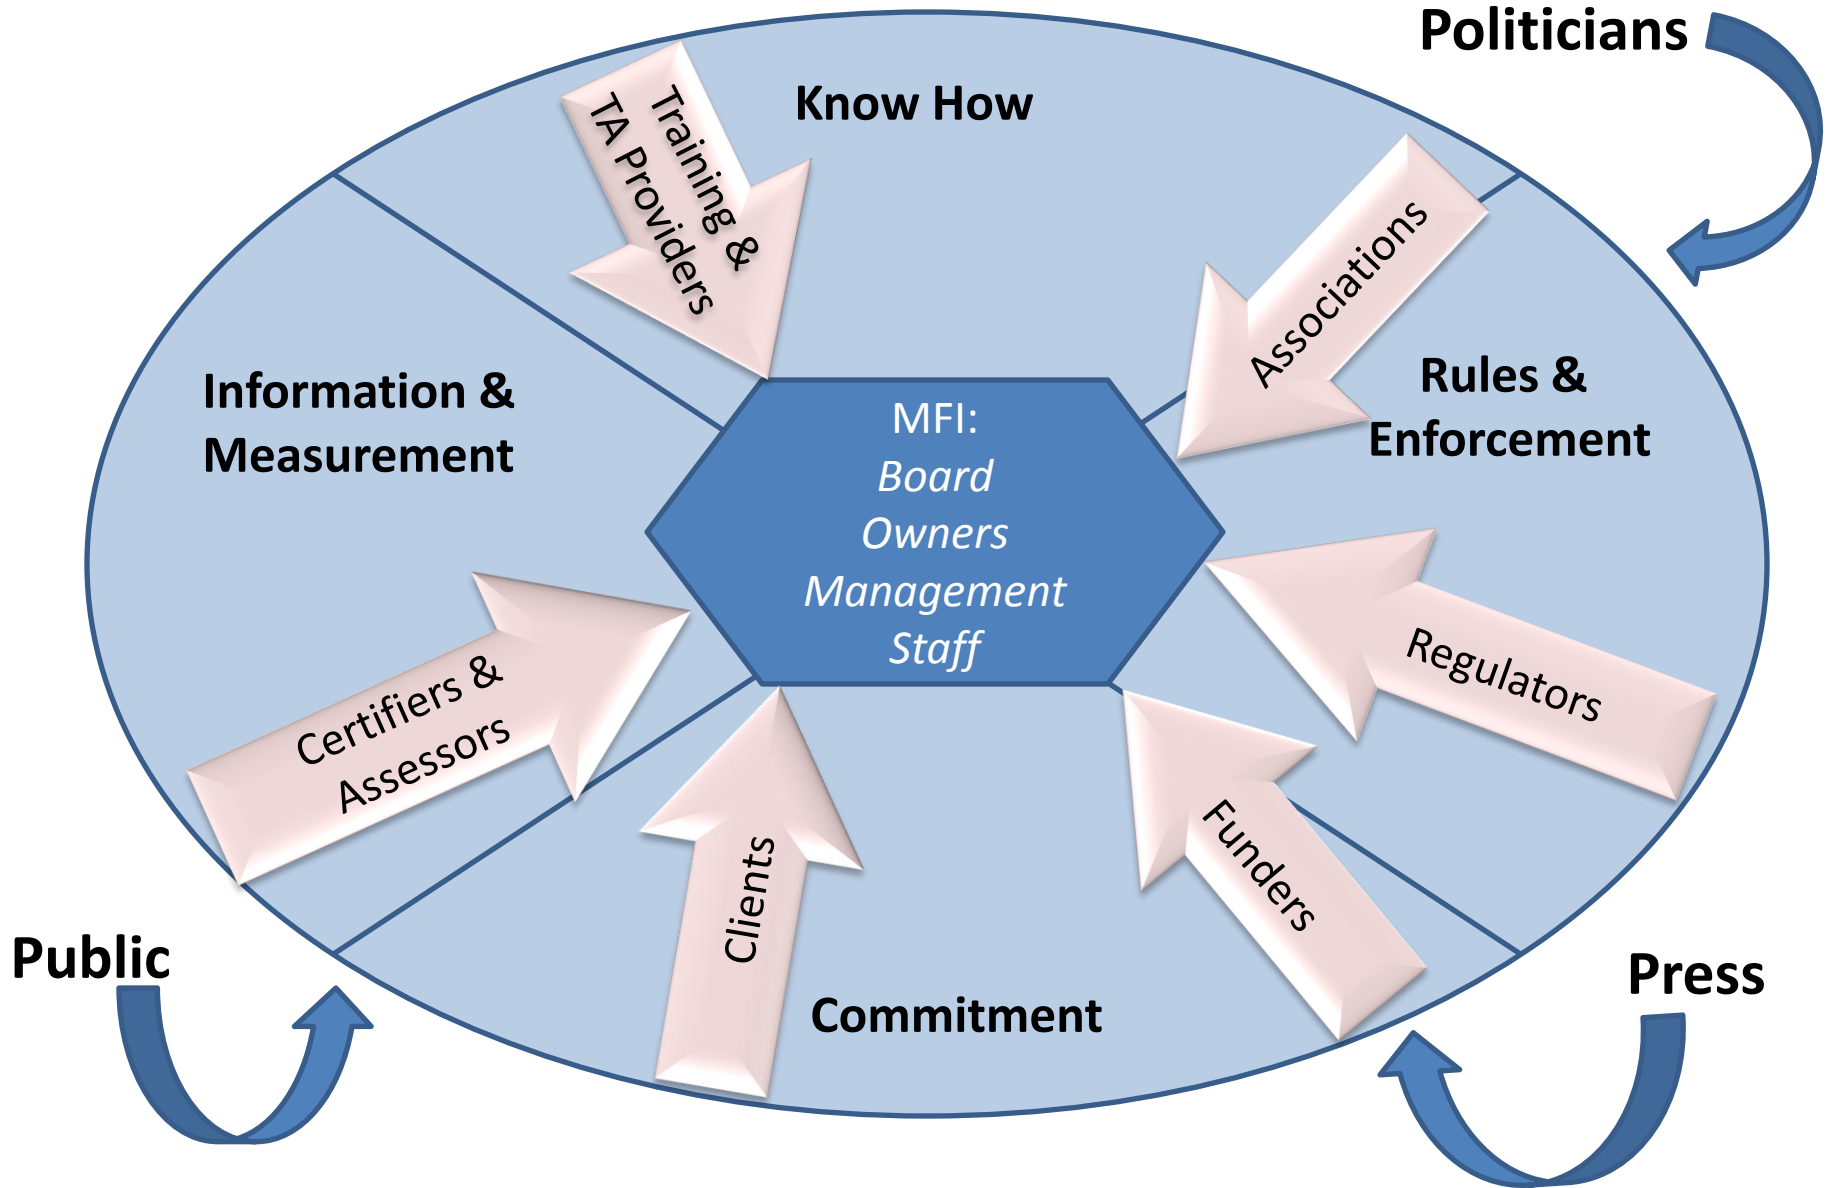 Politicians
Know How
Training &
TA Providers
Associations
Information &
Measurement
Rules &
Enforcement
MFI:
Board
Owners
Management
Staff
Regulators
Certifiers &
Assessors
Clients
Funders
Public
Press
Commitment